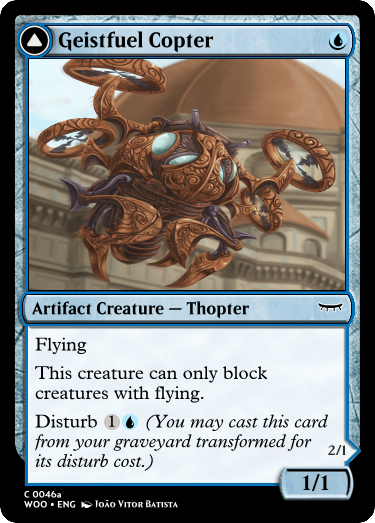 Geistfuel Copter
Artifact Creature — Thopter
Flying
This creature can only block
creatures with flying.
Disturb 1 (You may cast this card
from your graveyard transformed for
its disturb cost.)
2/1
1/1
C 0046a
WOO • ENG João Vitor Batista